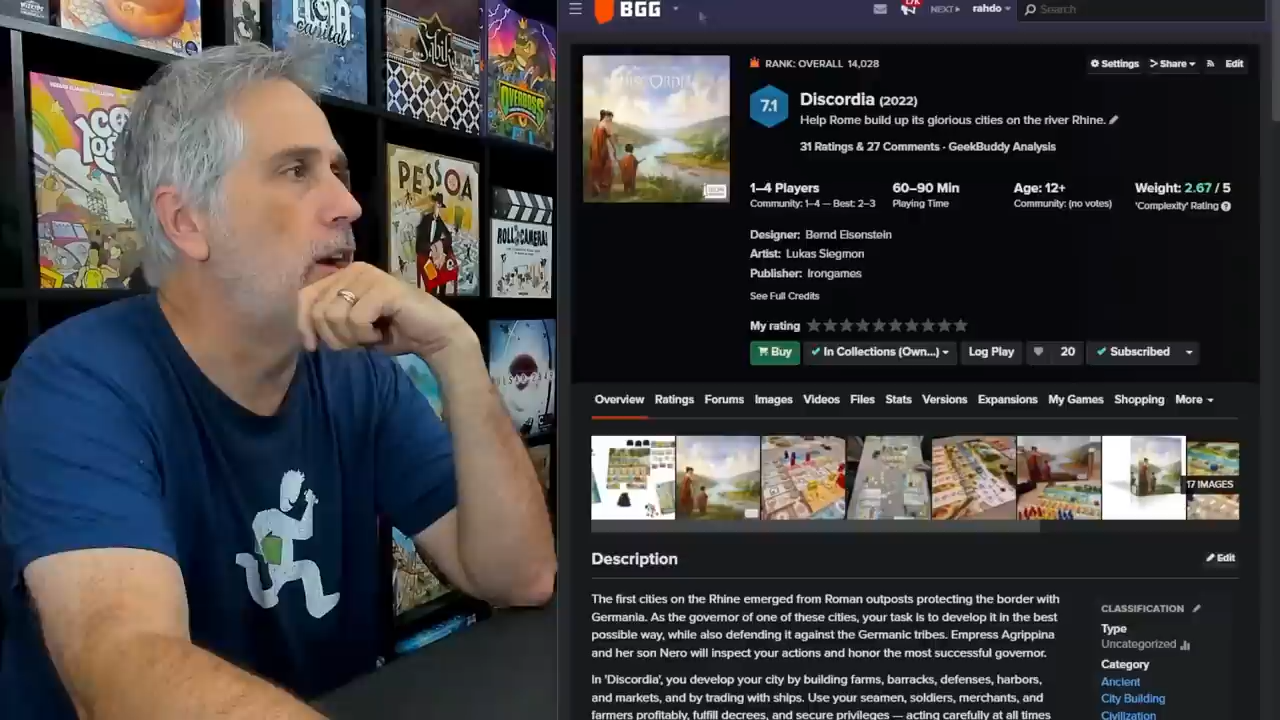 LLAMA
capital
Sabika
OVERBOSS
PESSOA
ROLL CAMERA!
BGG
17K
NEXT
rahdo
Search
DISCORDIA
RANK: OVERALL 14,028
Settings
Share
Edit
7.1
Discordia (2022)
Help Rome build up its glorious cities on the river Rhine.
31 Ratings & 27 Comments · GeekBuddy Analysis
1–4 Players
60–90 Min
Age: 12+
Weight: 2.67 / 5
Community: 1–4 — Best: 2–3
Playing Time
Community: (no votes)
'Complexity' Rating
Designer: Bernd Eisenstein
Artist: Lukas Siegmon
Publisher: Irongames
See Full Credits
My rating
Buy
In Collections (Own...)
Log Play
20
Subscribed
Overview Ratings Forums Images Videos Files Stats Versions Expansions My Games Shopping More
17 IMAGES
Description
Edit
The first cities on the Rhine emerged from Roman outposts protecting the border with
Germania. As the governor of one of these cities, your task is to develop it in the best
possible way, while also defending it against the Germanic tribes. Empress Agrippina
and her son Nero will inspect your actions and honor the most successful governor.
In 'Discordia', you develop your city by building farms, barracks, defenses, harbors,
and markets, and by trading with ships. Use your seamen, soldiers, merchants, and
farmers profitably, fulfill decrees, and secure privileges — acting carefully at all times
CLASSIFICATION
Type
Uncategorized
Category
Ancient
City Building
Civilization